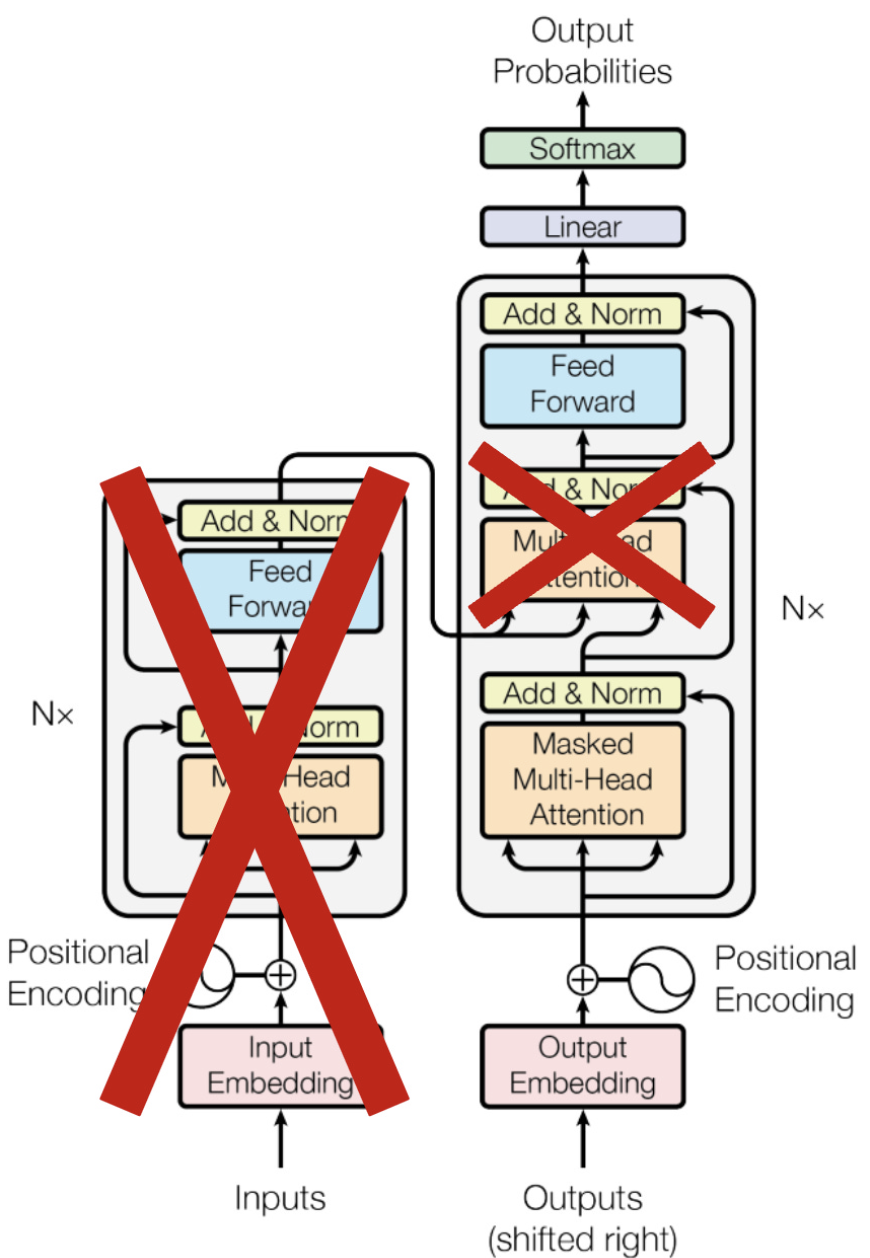 Output
Probabilities
Softmax
Linear
Add & Norm
Feed
Forward
Add & Norm
Multi-Head
Attention
Nx
Add & Norm
Masked
Multi-Head
Attention
Positional
Encoding
Output
Embedding
Outputs
(shifted right)
Add & Norm
Feed
Forward
Nx
Add & Norm
Multi-Head
Attention
Positional
Encoding
Input
Embedding
Inputs